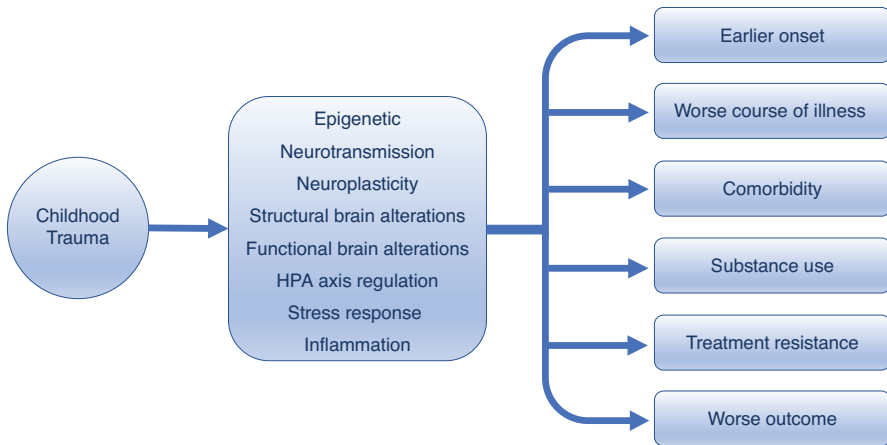 Childhood
Trauma
Epigenetic
Neurotransmission
Neuroplasticity
Structural brain alterations
Functional brain alterations
HPA axis regulation
Stress response
Inflammation
Earlier onset
Worse course of illness
Comorbidity
Substance use
Treatment resistance
Worse outcome